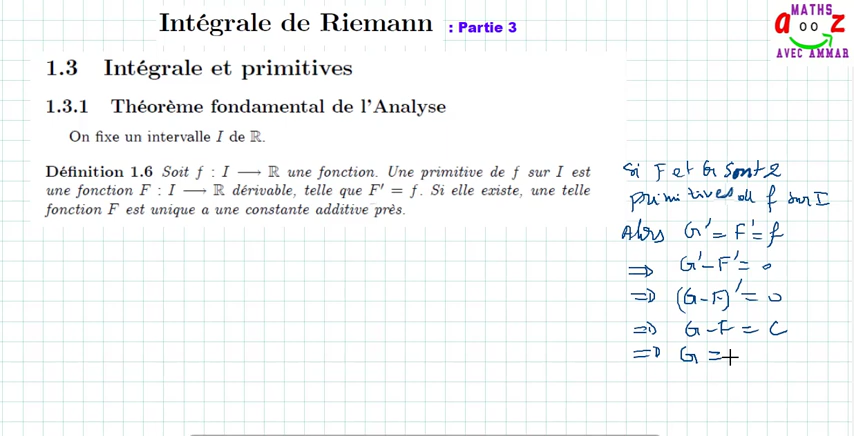 Intégrale de Riemann : Partie 3
MATHS
a oo z
AVEC AMMAR
1.3 Intégrale et primitives
1.3.1 Théorème fondamental de l'Analyse
On fixe un intervalle I de ℝ.
Définition 1.6 Soit f : I ⟶ ℝ une fonction. Une primitive de f sur I est
une fonction F : I ⟶ ℝ dérivable, telle que F' = f. Si elle existe, une telle
fonction F est unique a une constante additive près.
Si F et G sont 2
primitives de f sur I
Alors G' = F' = f
⟹ G' - F' = 0
⟹ (G - F)' = 0
⟹ G - F = C
⟹ G =